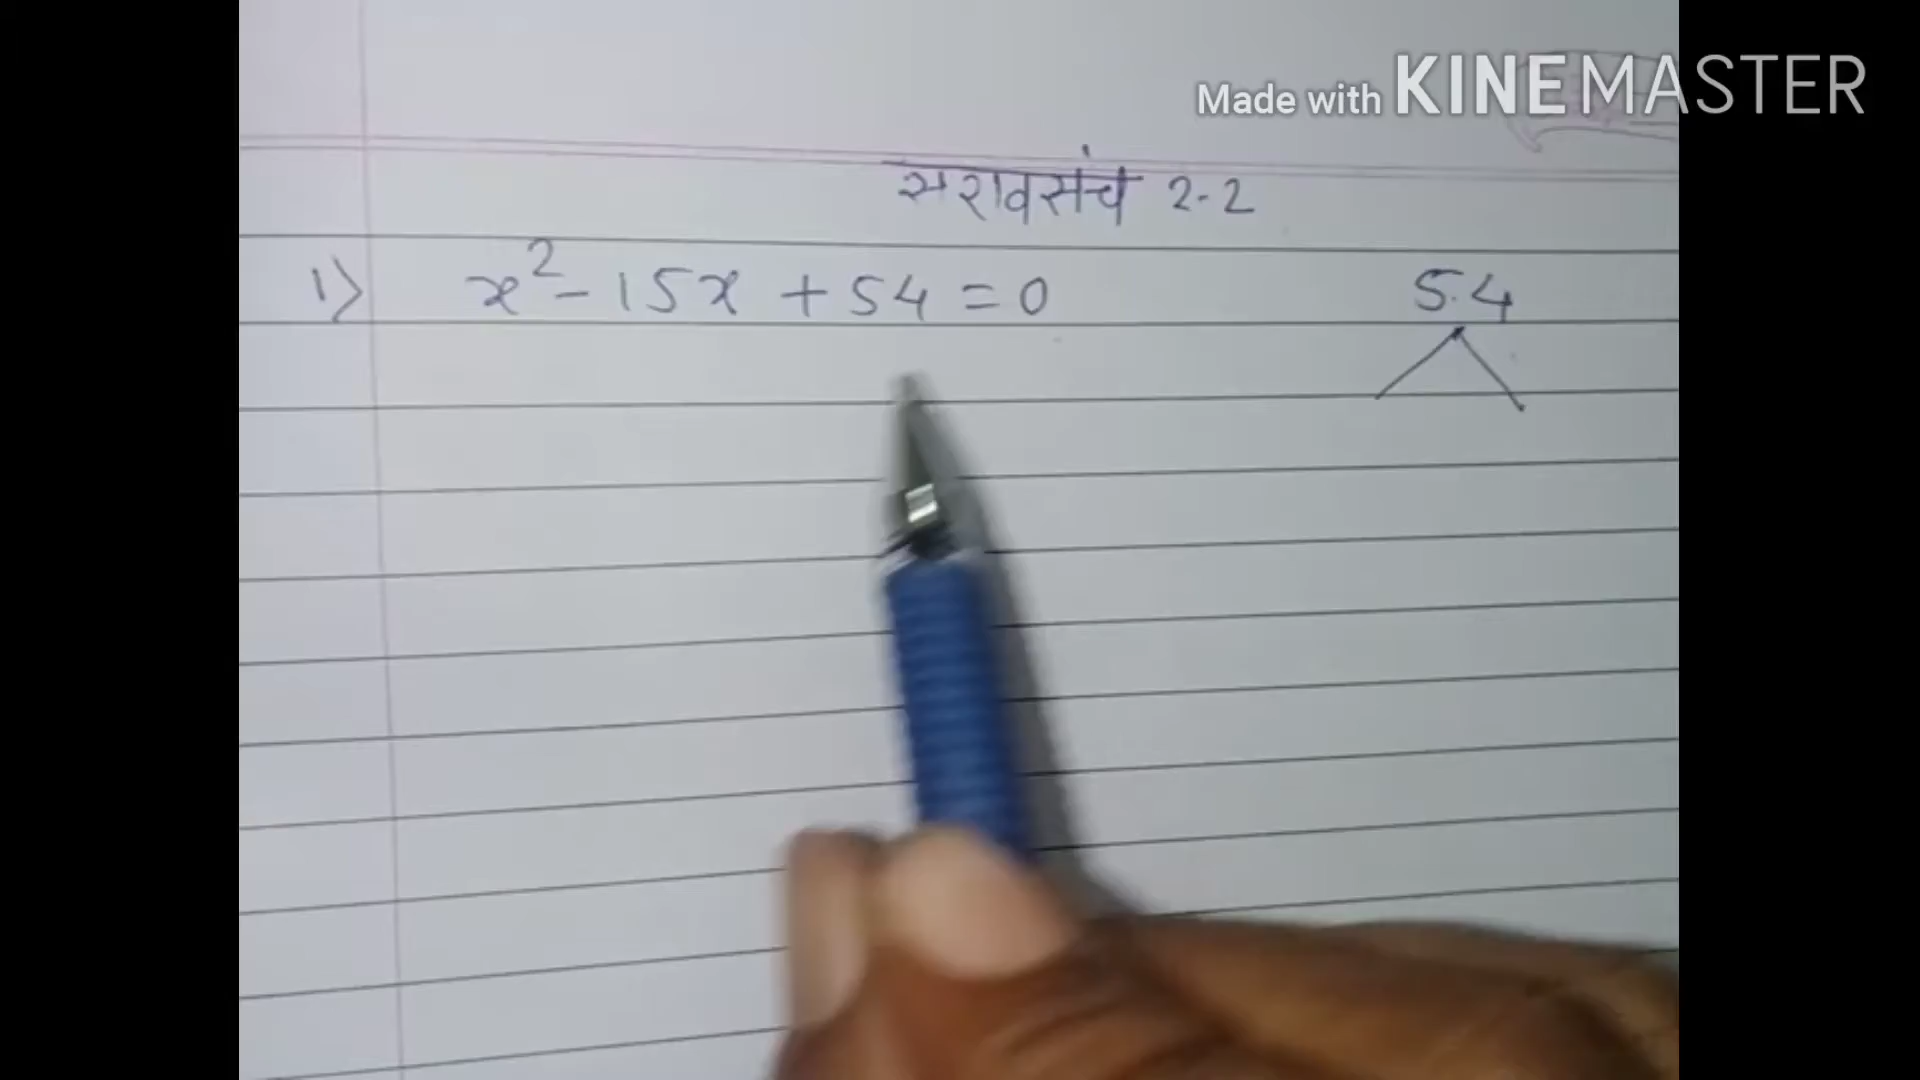 Made with KINEMASTER
सरावसंच 2.2
1) x² - 15x + 54 = 0
54